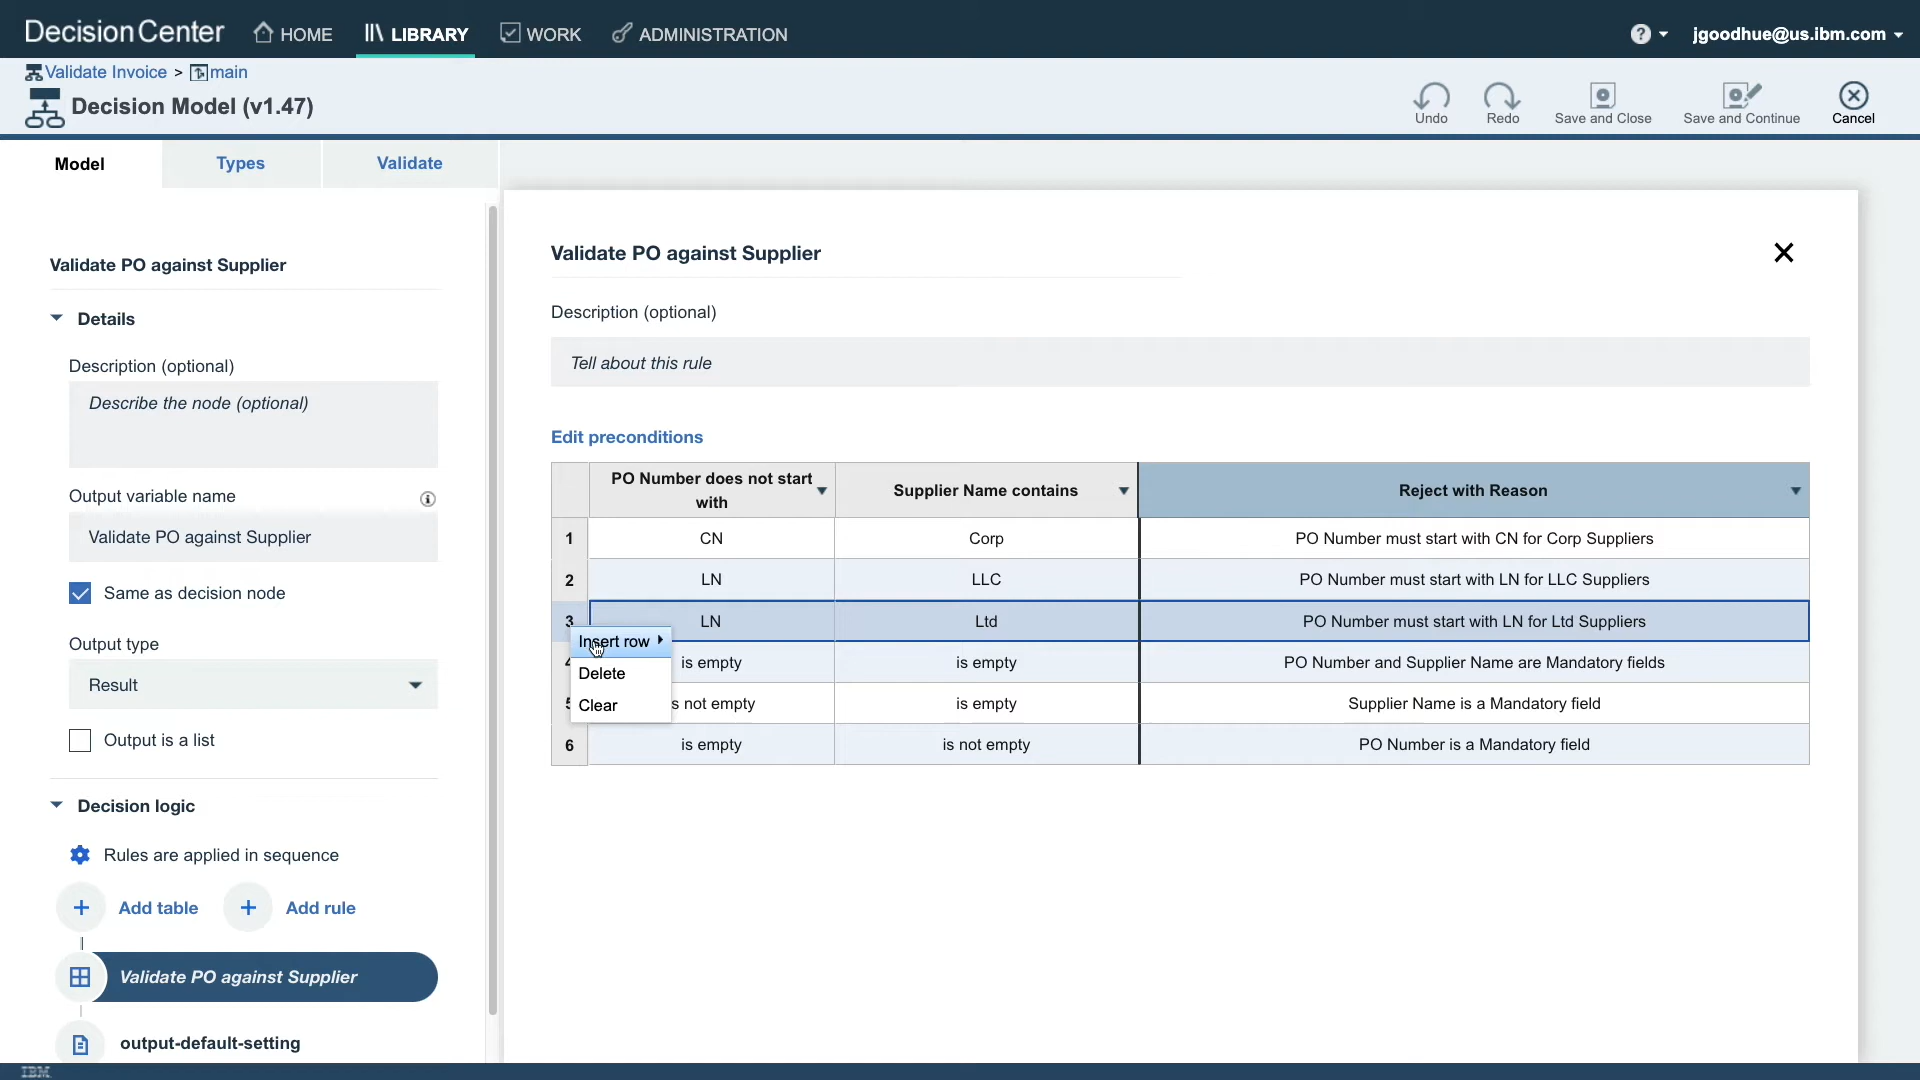 Decision Center HOME LIBRARY WORK ADMINISTRATION ? jgoodhue@us.ibm.com
Validate Invoice > main
Decision Model (v1.47)
Undo Redo Save and Close Save and Continue Cancel
Model Types Validate
Validate PO against Supplier
Details
Description (optional)
Describe the node (optional)
Output variable name
Validate PO against Supplier
Same as decision node
Output type
Result
Output is a list
Decision logic
Rules are applied in sequence
+ Add table + Add rule
Validate PO against Supplier
output-default-setting
Validate PO against Supplier
Description (optional)
Tell about this rule
Edit preconditions
PO Number does not start with Supplier Name contains Reject with Reason
1 CN Corp PO Number must start with CN for Corp Suppliers
2 LN LLC PO Number must start with LN for LLC Suppliers
3 LN Ltd PO Number must start with LN for Ltd Suppliers
4 is empty is empty PO Number and Supplier Name are Mandatory fields
5 s not empty is empty Supplier Name is a Mandatory field
6 is empty is not empty PO Number is a Mandatory field
Insert row
Delete
Clear
IBM